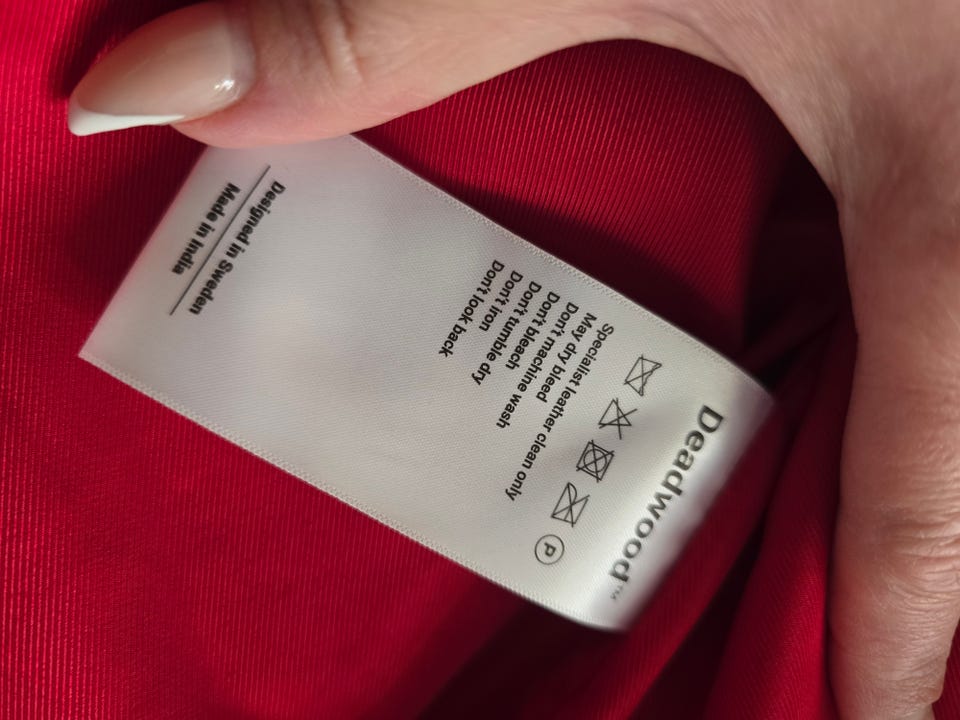 Deadwood™
P
Specialist leather clean only
May dry bleed
Don't machine wash
Don't bleach
Don't tumble dry
Don't iron
Don't look back
Designed in Sweden
Made in India